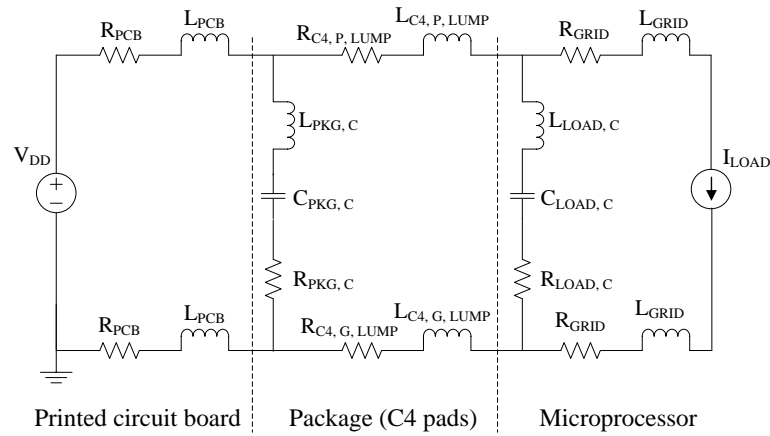 R_PCB L_PCB R_C4, P, LUMP L_C4, P, LUMP R_GRID L_GRID
V_DD
+
−
L_PKG, C
C_PKG, C
R_PKG, C
L_LOAD, C
C_LOAD, C
R_LOAD, C
I_LOAD
R_PCB L_PCB R_C4, G, LUMP L_C4, G, LUMP R_GRID L_GRID
Printed circuit board
Package (C4 pads)
Microprocessor